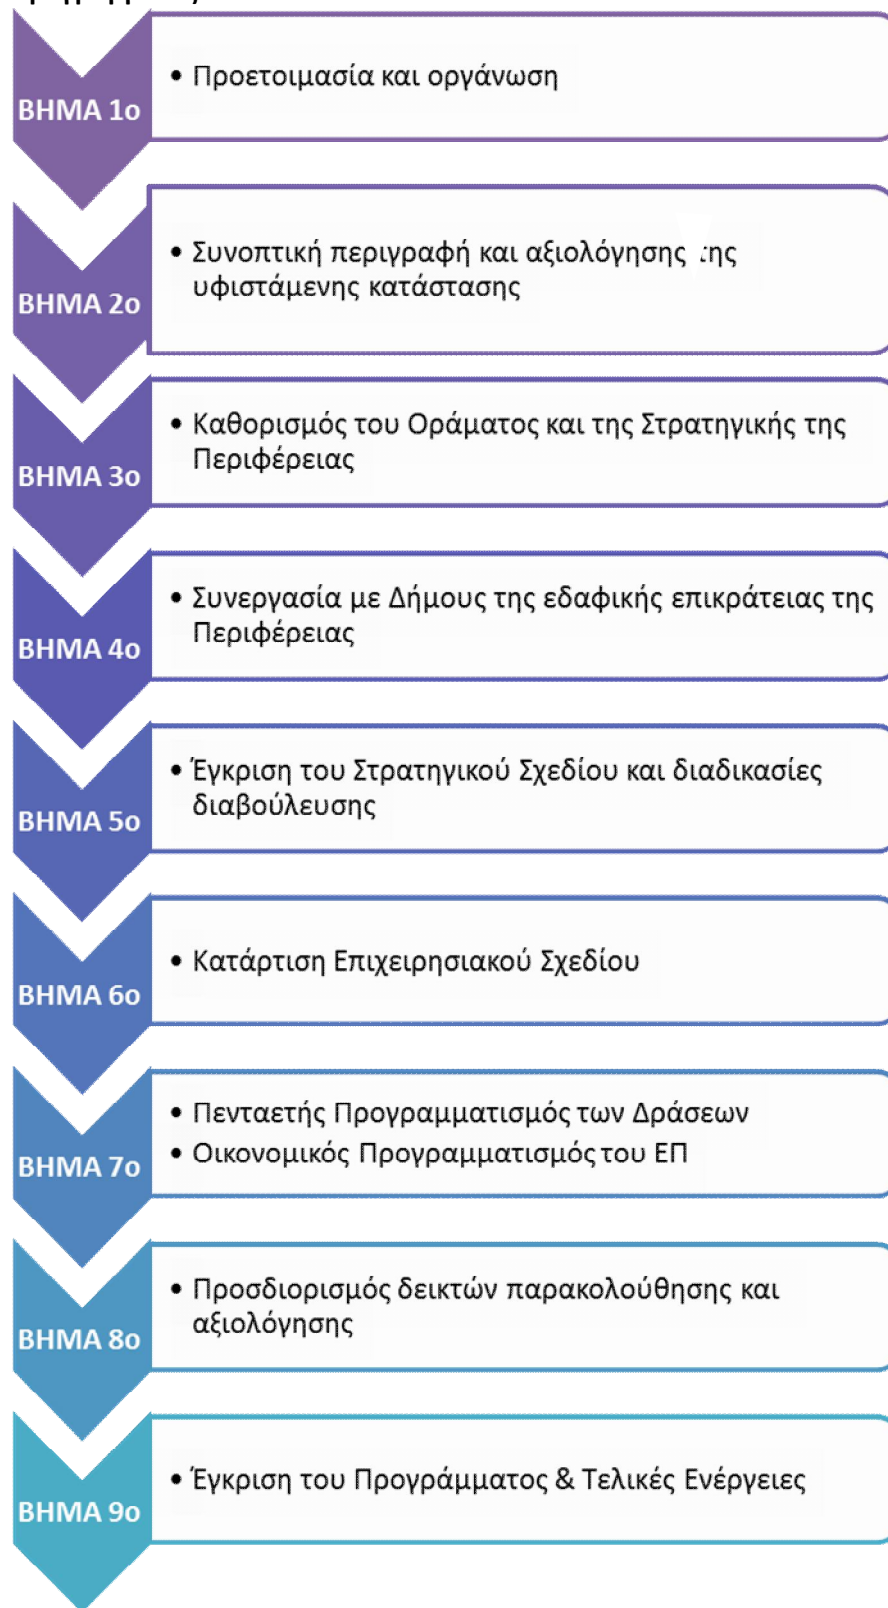 ΒΗΜΑ 1ο
• Προετοιμασία και οργάνωση
ΒΗΜΑ 2ο
• Συνοπτική περιγραφή και αξιολόγησης της
υφιστάμενης κατάστασης
ΒΗΜΑ 3ο
• Καθορισμός του Οράματος και της Στρατηγικής της
Περιφέρειας
ΒΗΜΑ 4ο
• Συνεργασία με Δήμους της εδαφικής επικράτειας της
Περιφέρειας
ΒΗΜΑ 5ο
• Έγκριση του Στρατηγικού Σχεδίου και διαδικασίες
διαβούλευσης
ΒΗΜΑ 6ο
• Κατάρτιση Επιχειρησιακού Σχεδίου
ΒΗΜΑ 7ο
• Πενταετής Προγραμματισμός των Δράσεων
• Οικονομικός Προγραμματισμός του ΕΠ
ΒΗΜΑ 8ο
• Προσδιορισμός δεικτών παρακολούθησης και
αξιολόγησης
ΒΗΜΑ 9ο
• Έγκριση του Προγράμματος & Τελικές Ενέργειες